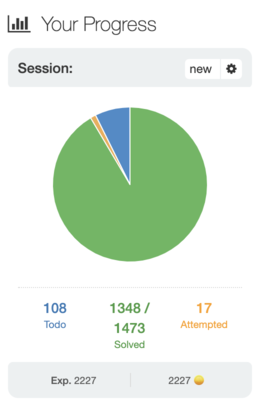 Your Progress
Session:
new
108
1348 /
17
Todo
1473
Attempted
Solved
Exp. 2227
2227